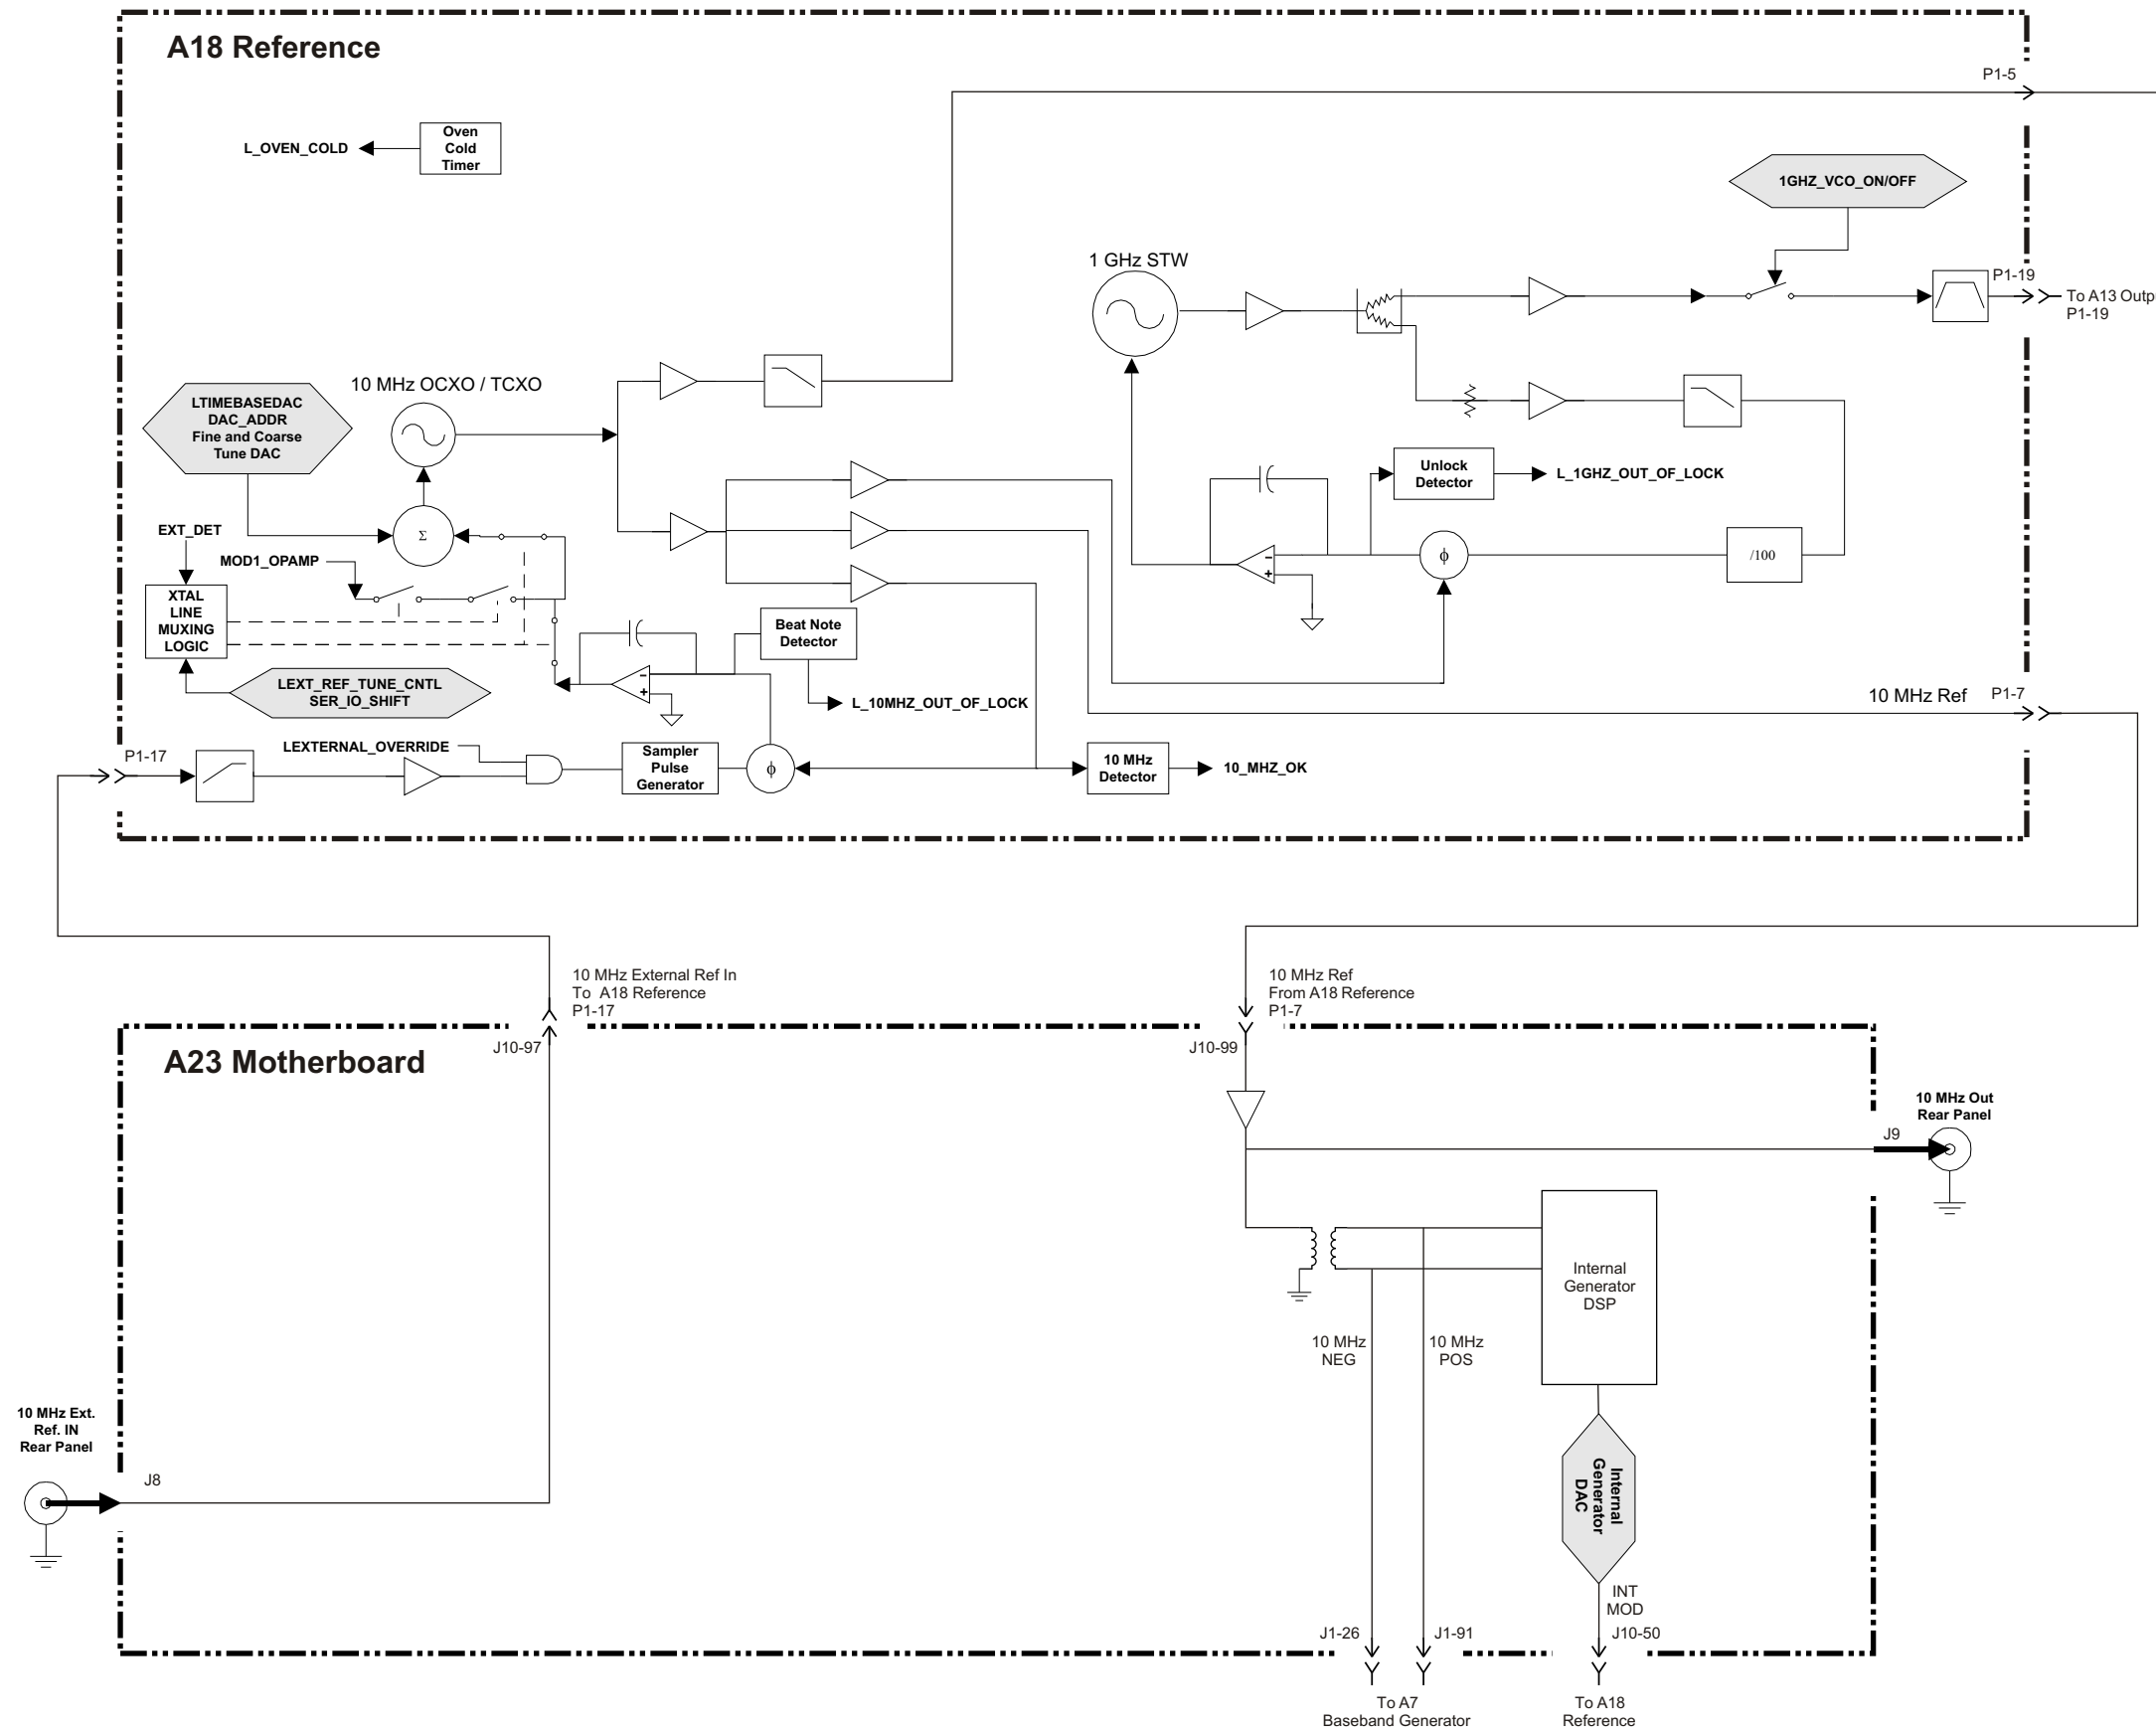 A18 Reference
P1-5
Oven
Cold
Timer
L_OVEN_COLD
1GHZ_VCO_ON/OFF
1 GHz STW
P1-19
To A13 Outp
P1-19
10 MHz OCXO / TCXO
LTIMEBASEDAC
DAC_ADDR
Fine and Coarse
Tune DAC
Unlock
Detector
L_1GHZ_OUT_OF_LOCK
EXT_DET
Σ
MOD1_OPAMP
ϕ
/100
XTAL
LINE
MUXING
LOGIC
Beat Note
Detector
LEXT_REF_TUNE_CNTL
SER_IO_SHIFT
L_10MHZ_OUT_OF_LOCK
10 MHz Ref
P1-7
P1-17
LEXTERNAL_OVERRIDE
Sampler
Pulse
Generator
ϕ
10 MHz
Detector
10_MHZ_OK
10 MHz External Ref In
To A18 Reference
P1-17
10 MHz Ref
From A18 Reference
P1-7
J10-97
J10-99
A23 Motherboard
10 MHz Out
Rear Panel
J9
Internal
Generator
DSP
10 MHz
NEG
10 MHz
POS
10 MHz Ext.
Ref. IN
Rear Panel
J8
Internal
Generator
DAC
INT
MOD
J1-26
J1-91
J10-50
To A7
Baseband Generator
To A18
Reference